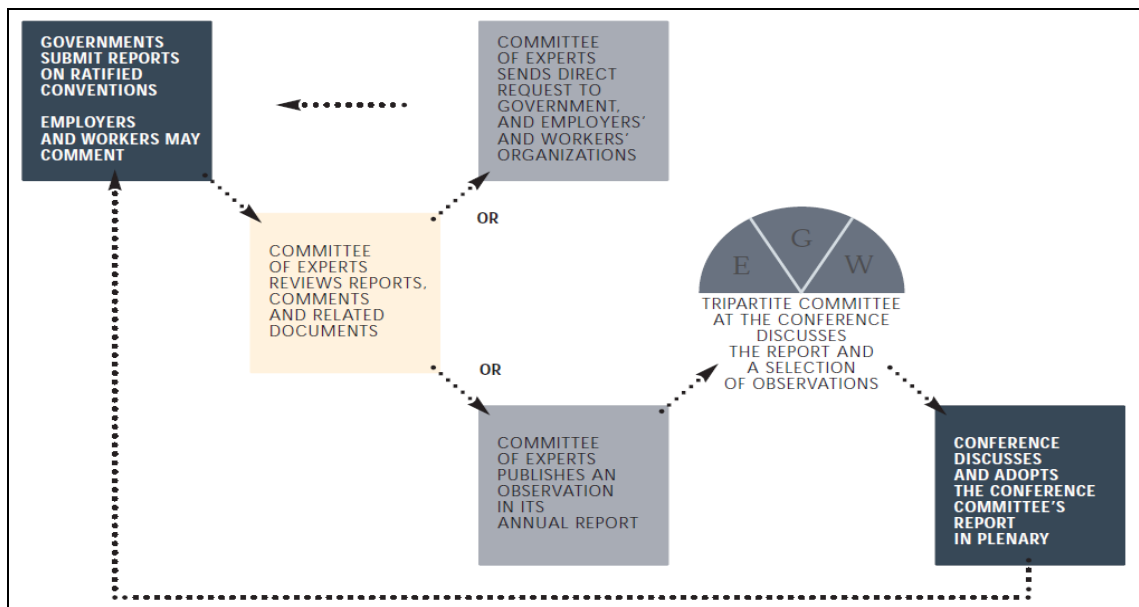 GOVERNMENTS
SUBMIT REPORTS
ON RATIFIED
CONVENTIONS
EMPLOYERS
AND WORKERS MAY
COMMENT
COMMITTEE
OF EXPERTS
SENDS DIRECT
REQUEST TO
GOVERNMENT,
AND EMPLOYERS’
AND WORKERS’
ORGANIZATIONS
OR
COMMITTEE
OF EXPERTS
REVIEWS REPORTS,
COMMENTS
AND RELATED
DOCUMENTS
OR
COMMITTEE
OF EXPERTS
PUBLISHES AN
OBSERVATION
IN ITS
ANNUAL REPORT
E G W
TRIPARTITE COMMITTEE
AT THE CONFERENCE
DISCUSSES
THE REPORT AND
A SELECTION
OF OBSERVATIONS
CONFERENCE
DISCUSSES
AND ADOPTS
THE CONFERENCE
COMMITTEE’S
REPORT
IN PLENARY